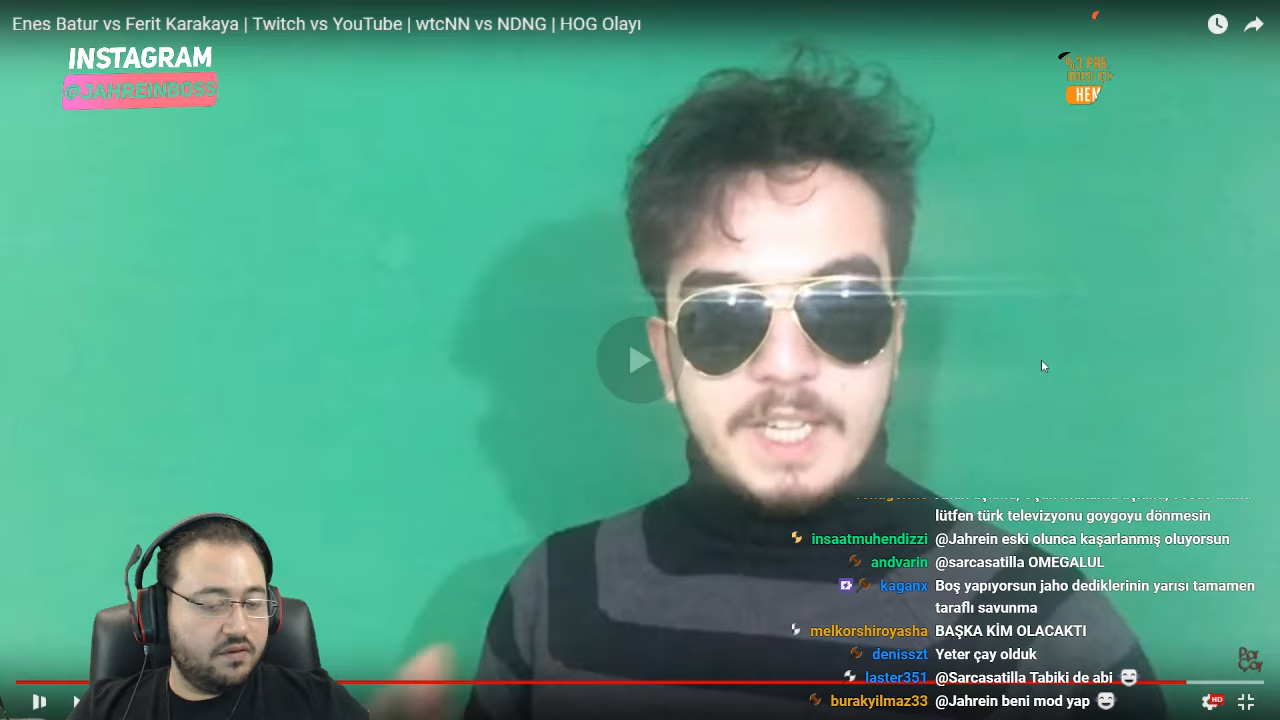 Enes Batur vs Ferit Karakaya | Twitch vs YouTube | wtcNN vs NDNG | HOG Olayı
INSTAGRAM
@JAHREINBOSS
HEM
lütfen türk televizyonu goygoyu dönmesin
insaatmuhendizzi @Jahrein eski olunca kaşarlanmış oluyorsun
andvarin @sarcasatilla OMEGALUL
kaganx Boş yapıyorsun jaho dediklerinin yarısı tamamen
taraflı savunma
melkorshiroyasha BAŞKA KİM OLACAKTI
denisszt Yeter çay olduk
laster351 @Sarcasatilla Tabiki de abi
burakyilmaz33 @Jahrein beni mod yap
HD